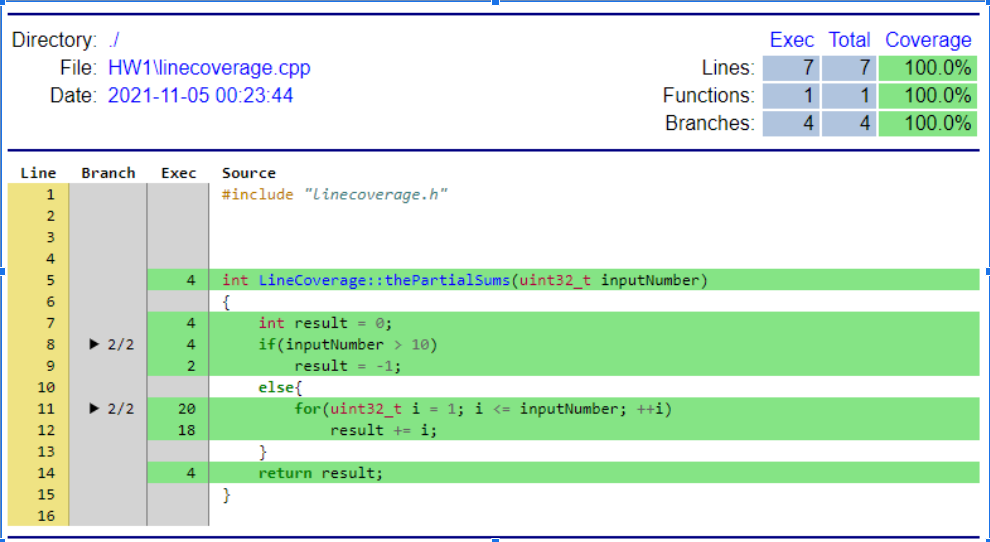 Directory: ./
File: HW1\linecoverage.cpp
Date: 2021-11-05 00:23:44
Exec Total Coverage
Lines: 7 7 100.0%
Functions: 1 1 100.0%
Branches: 4 4 100.0%
Line Branch Exec Source
1 #include "linecoverage.h"
2
3
4
5 4 int LineCoverage::thePartialSums(uint32_t inputNumber)
6 {
7 4 int result = 0;
8 ▶ 2/2 4 if(inputNumber > 10)
9 2 result = -1;
10 else{
11 ▶ 2/2 20 for(uint32_t i = 1; i <= inputNumber; ++i)
12 18 result += i;
13 }
14 4 return result;
15 }
16